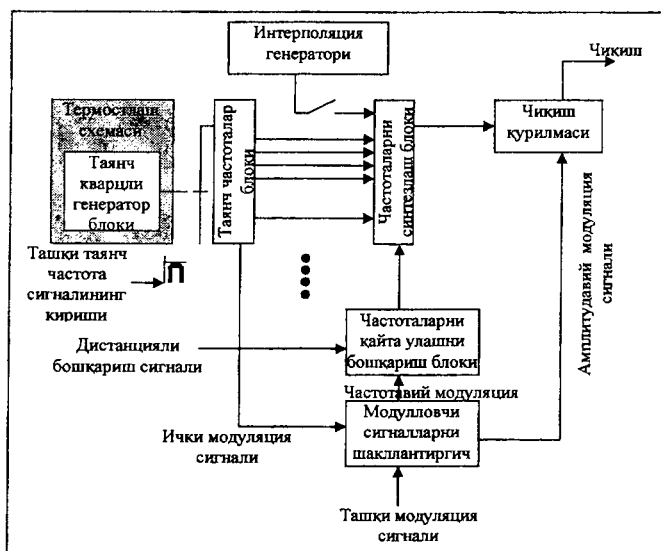 Интерполяция
генератори
Чиқиш
Термостлаш
схемаси
Таянч
кварцли
генератор
блоки
Таянч частоталар
блоки
Частоталарни
синтезлаш блоки
Чиқиш
қурилмаси
Ташқи таянч
частота
сигналининг
кириши
Амплитудавий модуляция
сигнали
Частоталарни
қайта улашни
бошқариш блоки
Дистанцияли
бошқариш сигнали
Частотавий модуляция
Модулловчи
сигналларни
шакллантиргич
Ички модуляция
сигнали
Ташқи модуляция
сигнали